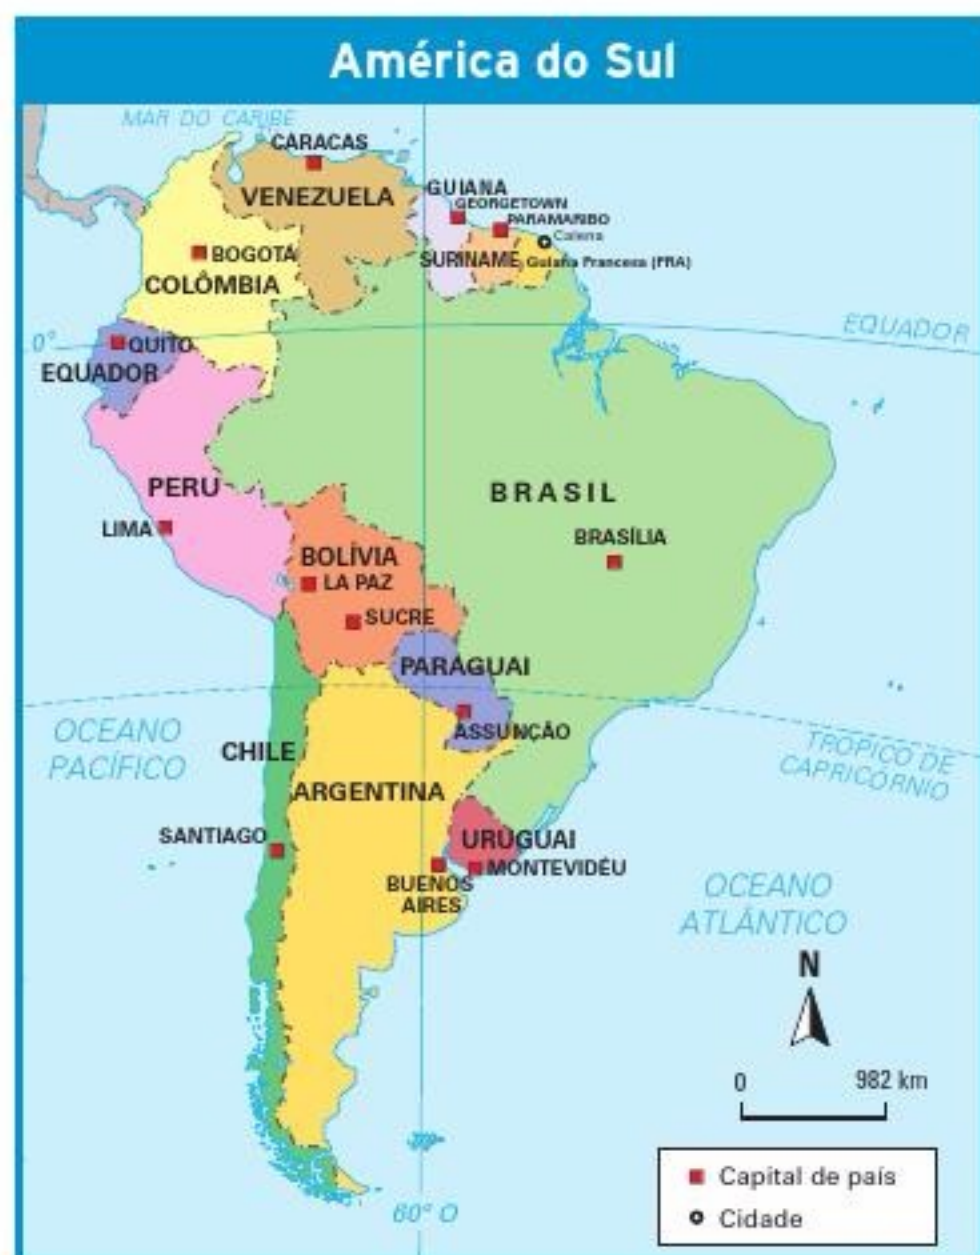 América do Sul
MAR DO CARIBE
CARACAS
VENEZUELA
GUIANA
GEORGETOWN
PARAMARIBO
Caiena
BOGOTÁ
SURINAME
Guiana Francesa (FRA)
COLÔMBIA
EQUADOR
0°
QUITO
EQUADOR
PERU
BRASIL
LIMA
BRASÍLIA
BOLÍVIA
LA PAZ
SUCRE
PARAGUAI
OCEANO
PACÍFICO
ASSUNÇÃO
CHILE
TRÓPICO DE
CAPRICÓRNIO
ARGENTINA
SANTIAGO
URUGUAI
MONTEVIDÉU
BUENOS
AIRES
OCEANO
ATLÂNTICO
N
0 982 km
Capital de país
Cidade
60° O